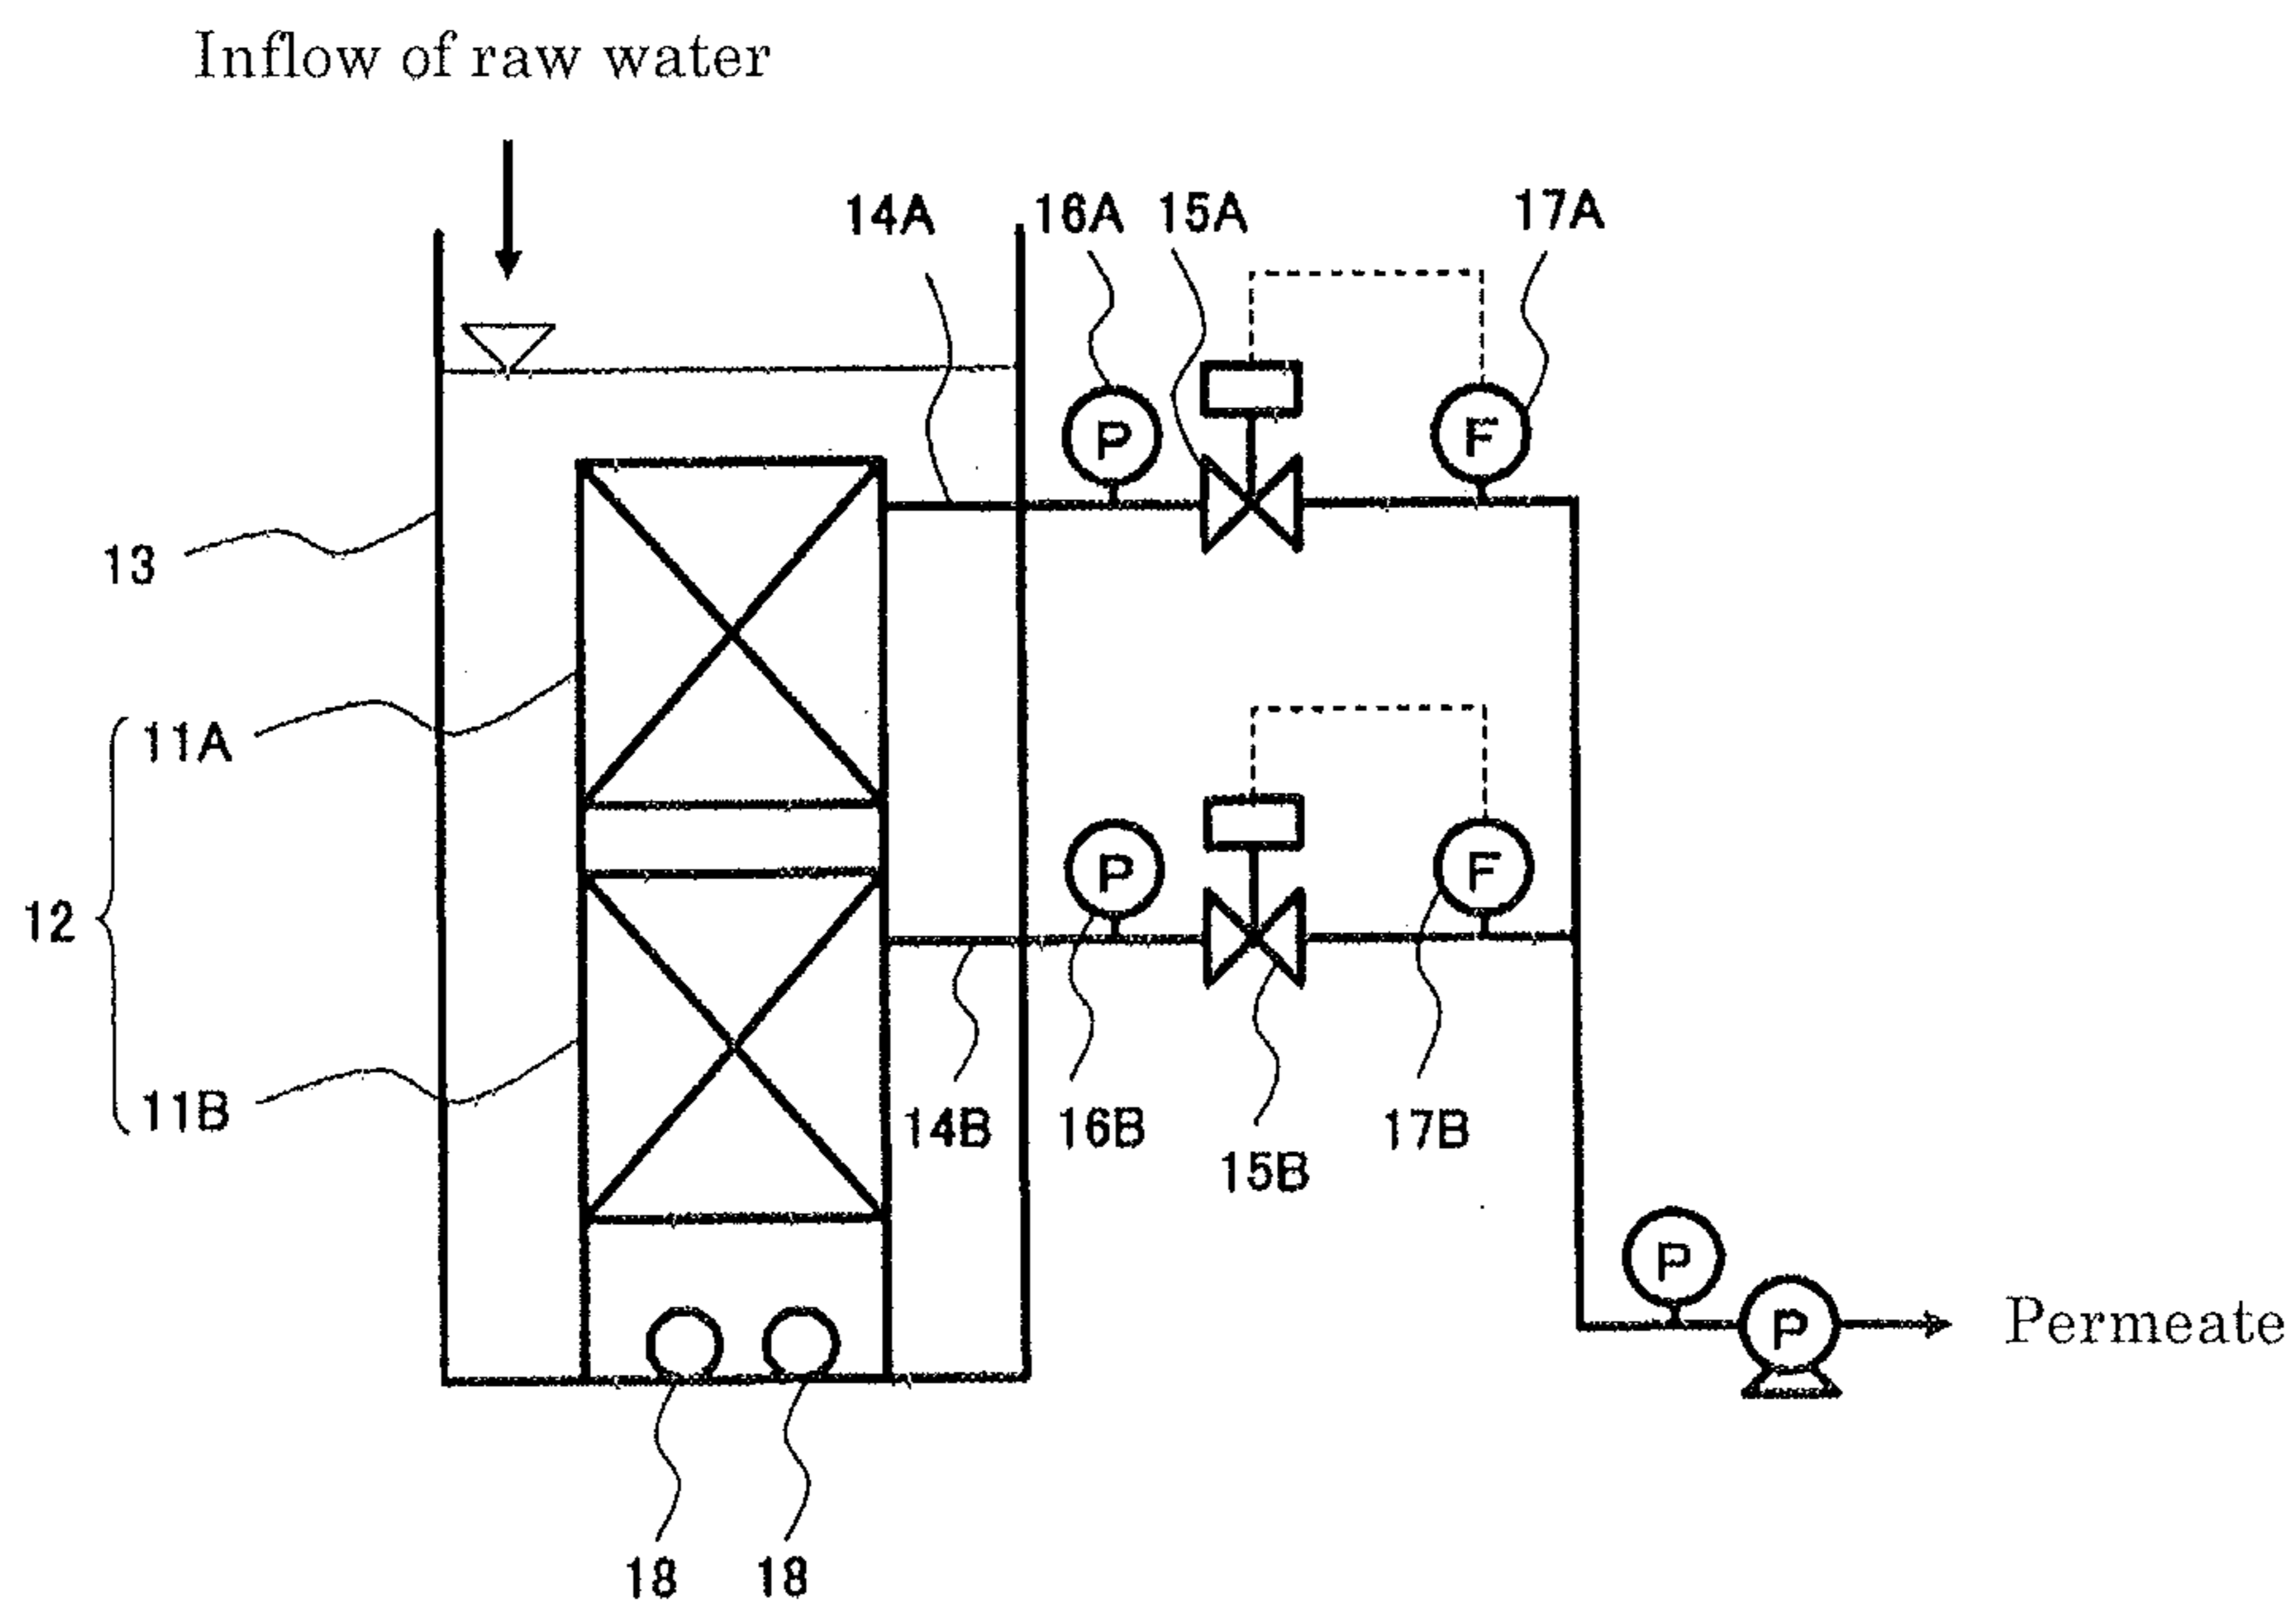 Inflow of raw water
14A 16A 15A 17A
P F
13
11A
P F
12
11B 14B 16B 17B
15B
P
P Permeate
18 18